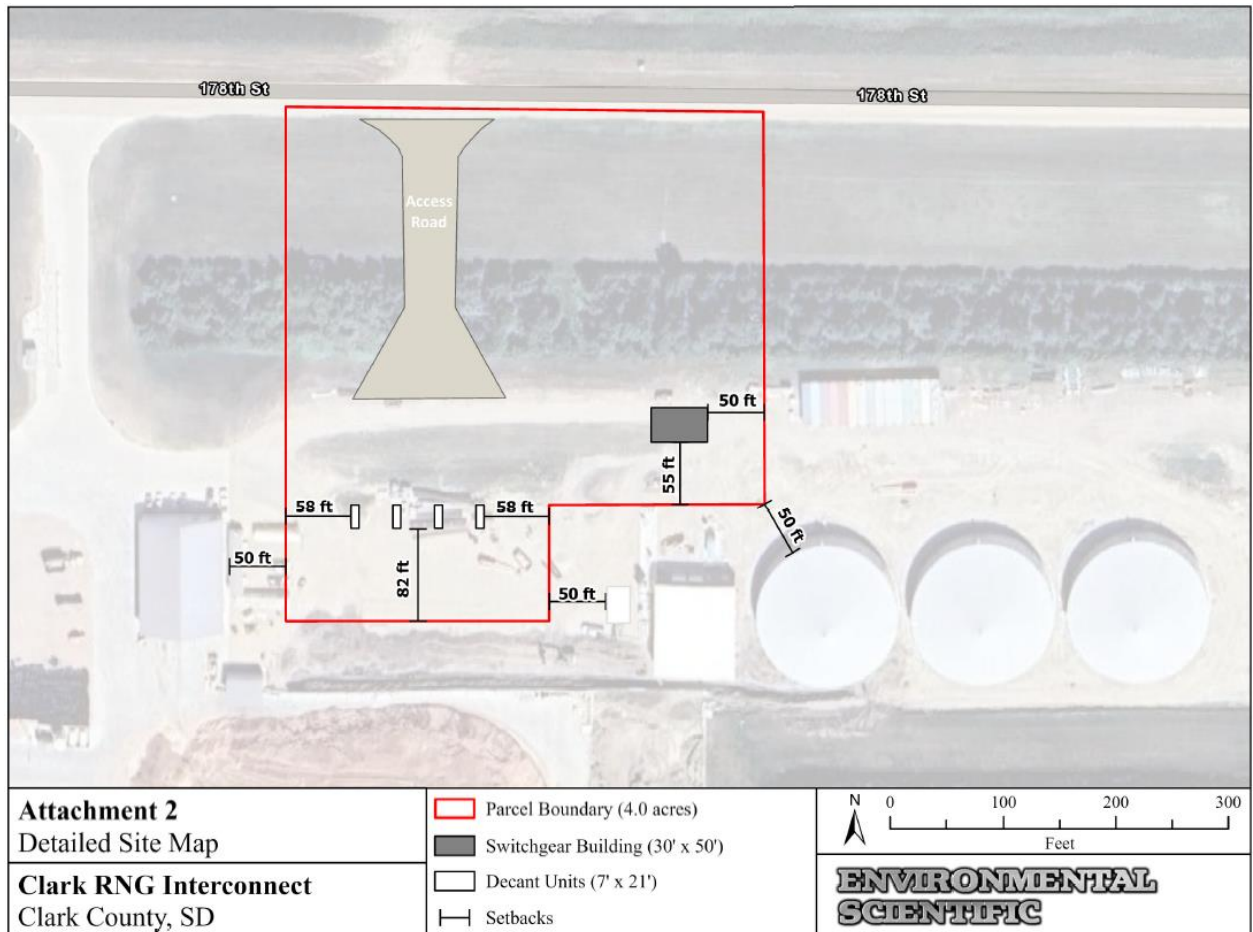 178th St
178th St
Access
Road
50 ft
55 ft
58 ft
58 ft
50 ft
50 ft
82 ft
50 ft
Attachment 2
Detailed Site Map
Clark RNG Interconnect
Clark County, SD
Parcel Boundary (4.0 acres)
Switchgear Building (30' x 50')
Decant Units (7' x 21')
Setbacks
N
0 100 200 300
Feet
ENVIRONMENTAL
SCIENTIFIC